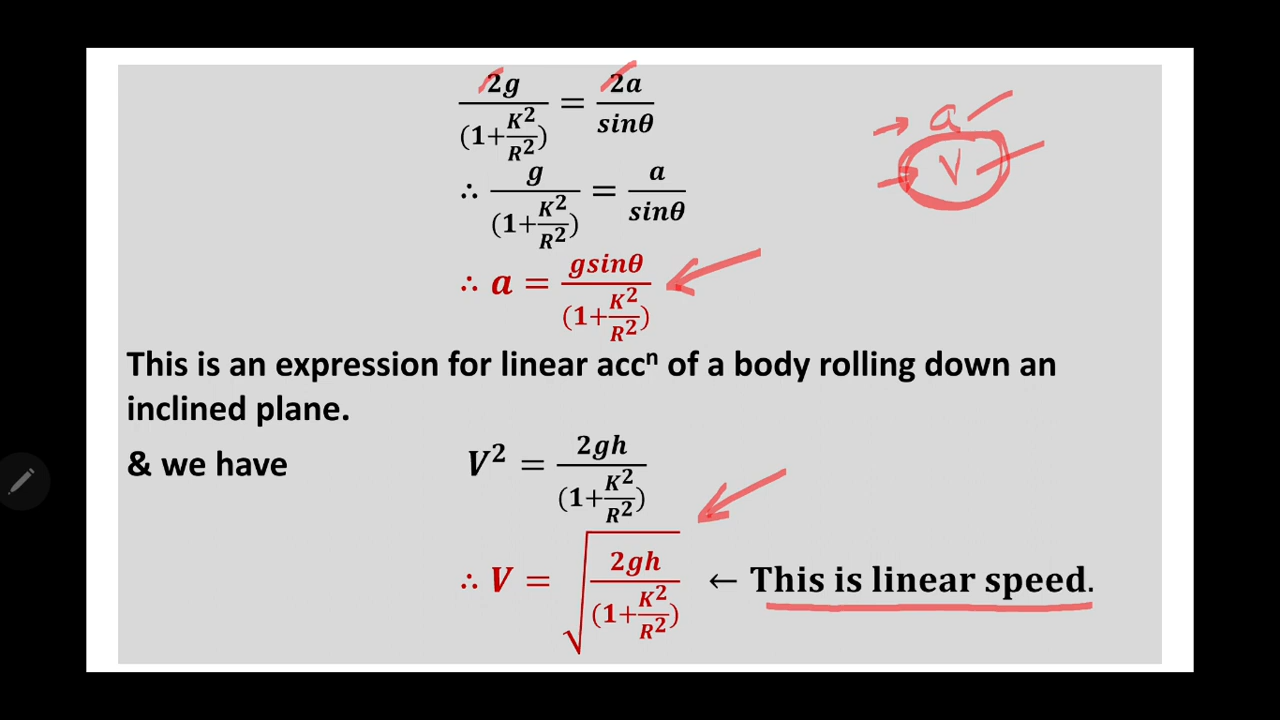 2g/(1+K²/R²) = 2a/sinθ
a
∴ g/(1+K²/R²) = a/sinθ
V
∴ a = gsinθ/(1+K²/R²)
This is an expression for linear accⁿ of a body rolling down an
inclined plane.
& we have V² = 2gh/(1+K²/R²)
∴ V = √(2gh/(1+K²/R²)) ← This is linear speed.